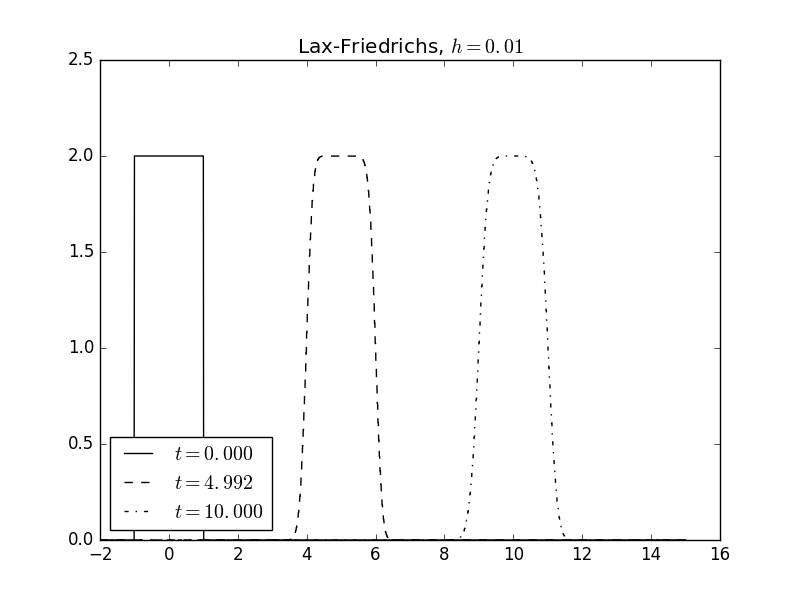 Lax-Friedrichs, h = 0.01
2.5
2.0
1.5
1.0
0.5
0.0
t = 0.000
t = 4.992
t = 10.000
−2 0 2 4 6 8 10 12 14 16